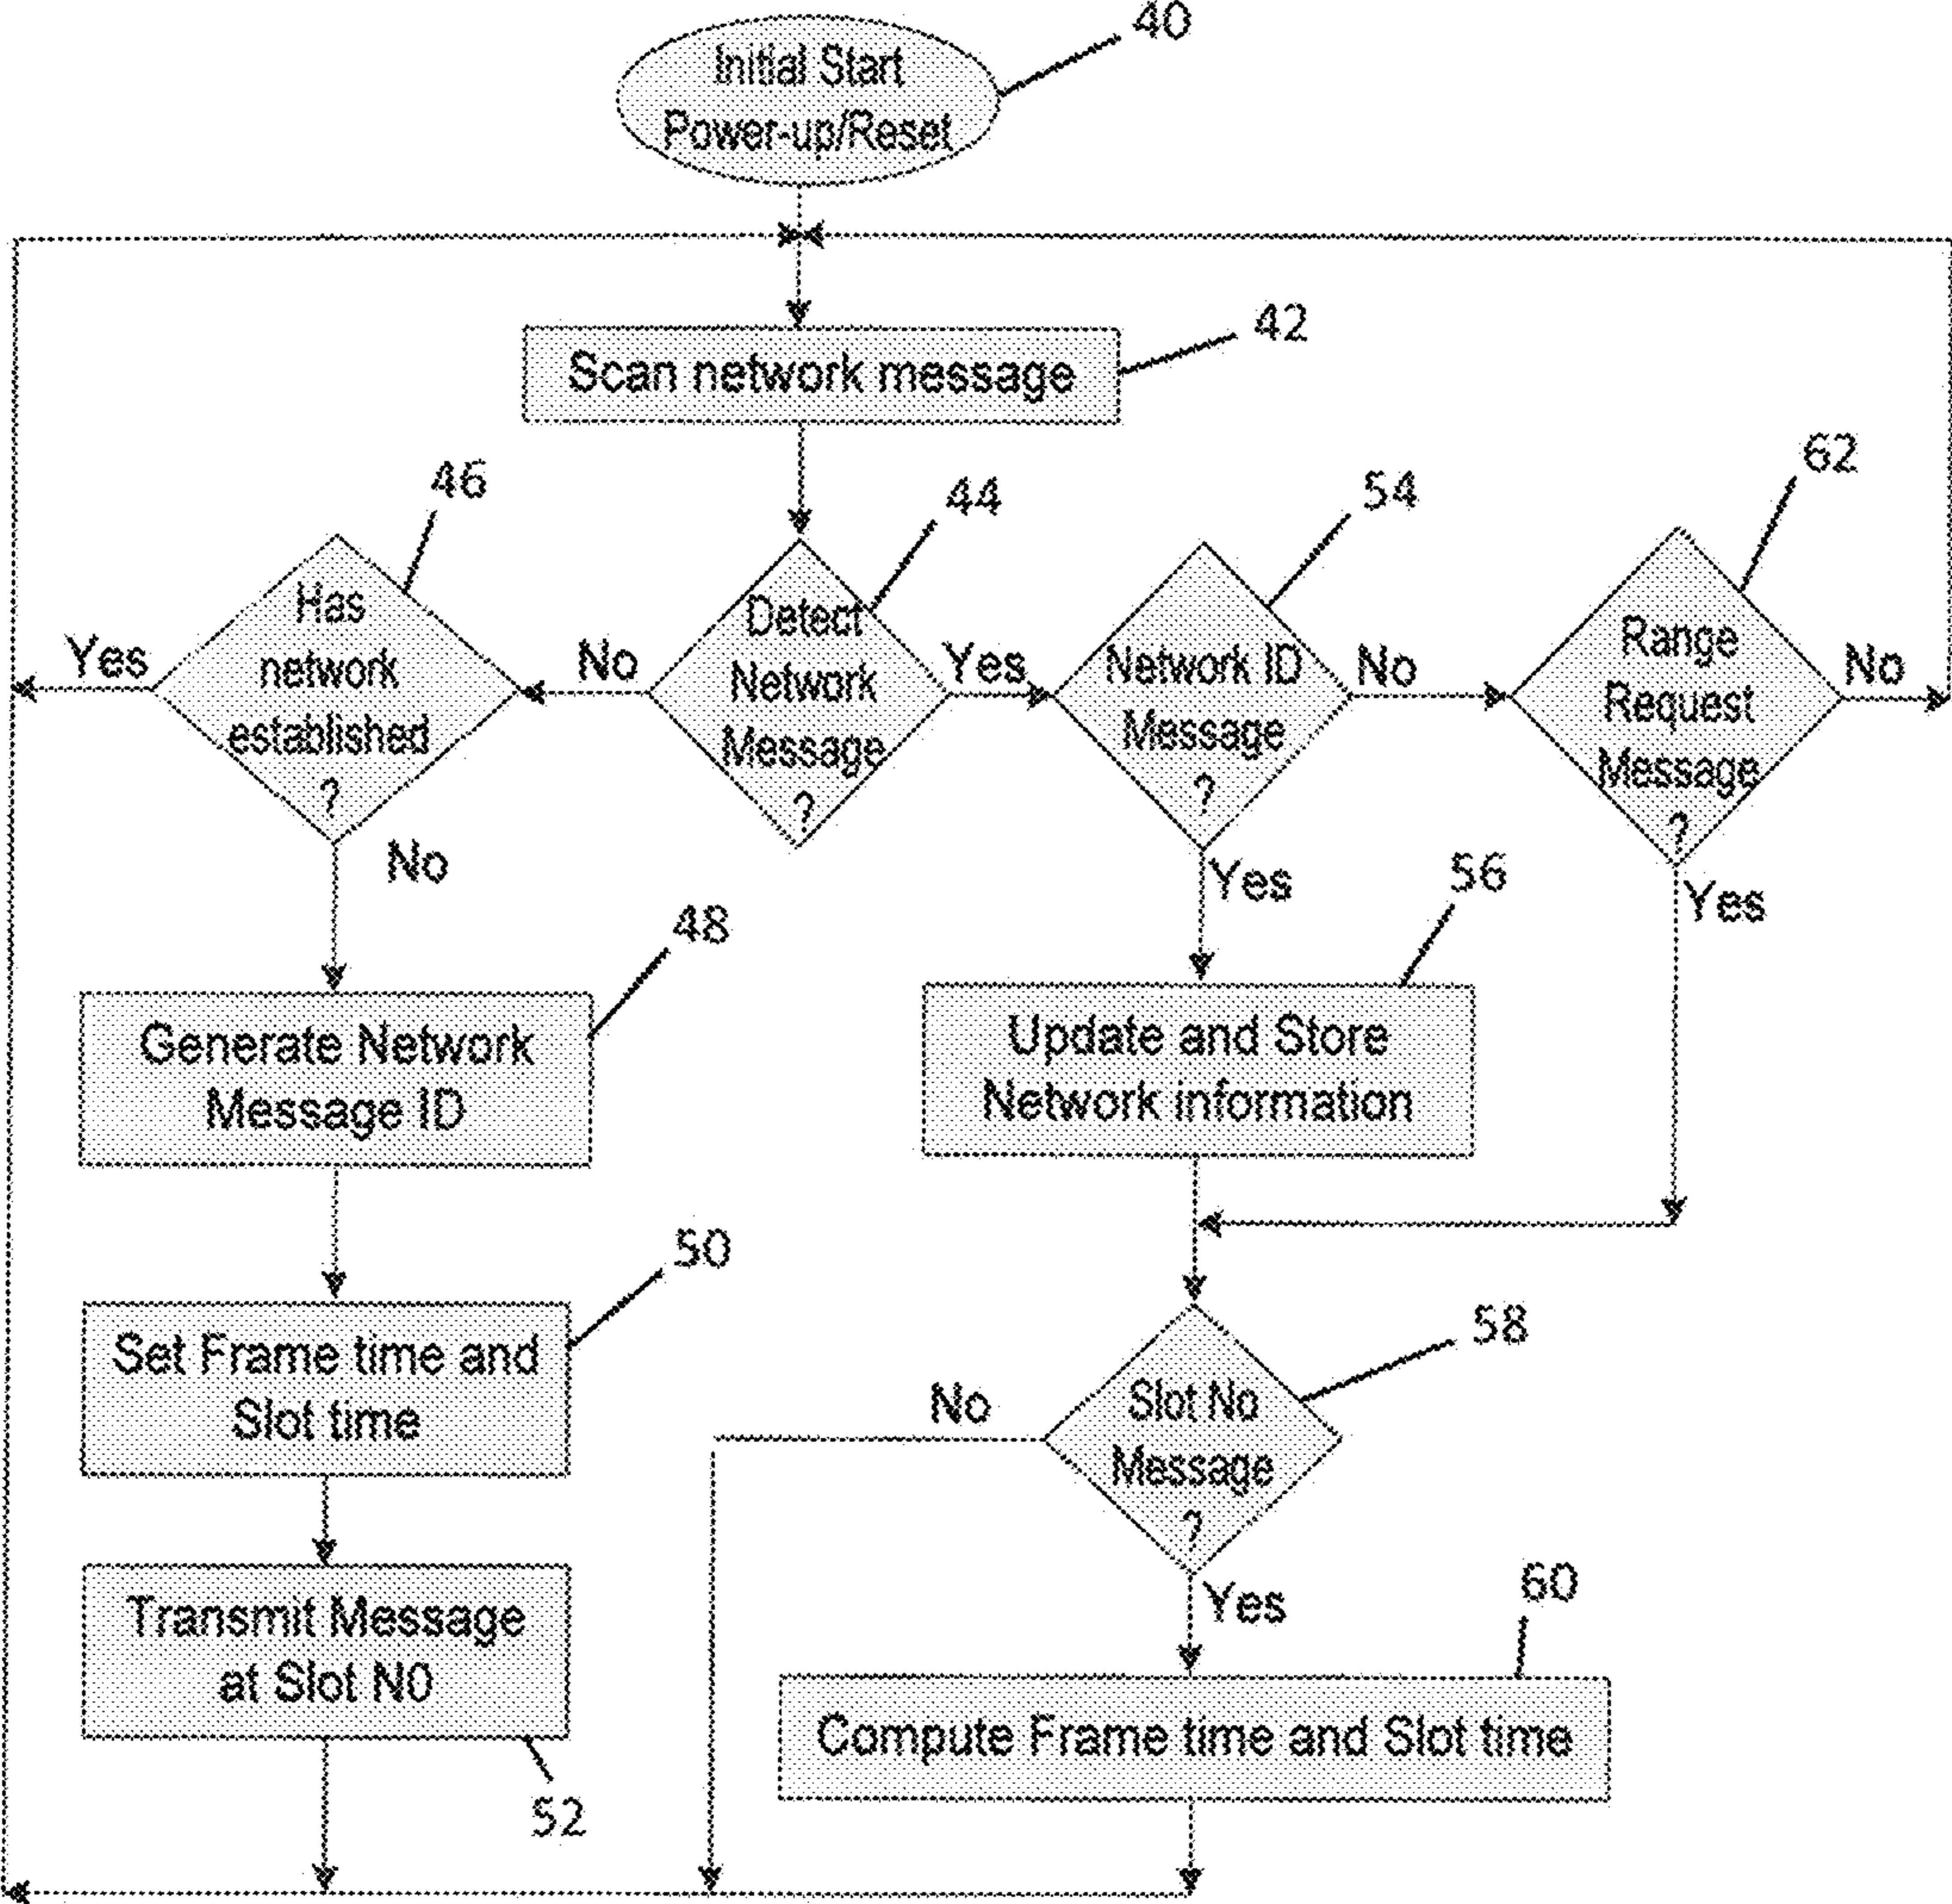 40
Initial Start
Power-up/Reset
42
Scan network message
46
44
54
62
Has
network
established
?
Yes
No
Detect
Network
Message
?
Yes
Network ID
Message
?
No
Range
Request
Message
?
No
No
Yes
Yes
48
Generate Network
Message ID
56
Update and Store
Network information
50
Set Frame time and
Slot time
58
Slot No
Message
?
No
Yes
Transmit Message
at Slot N0
52
60
Compute Frame time and Slot time